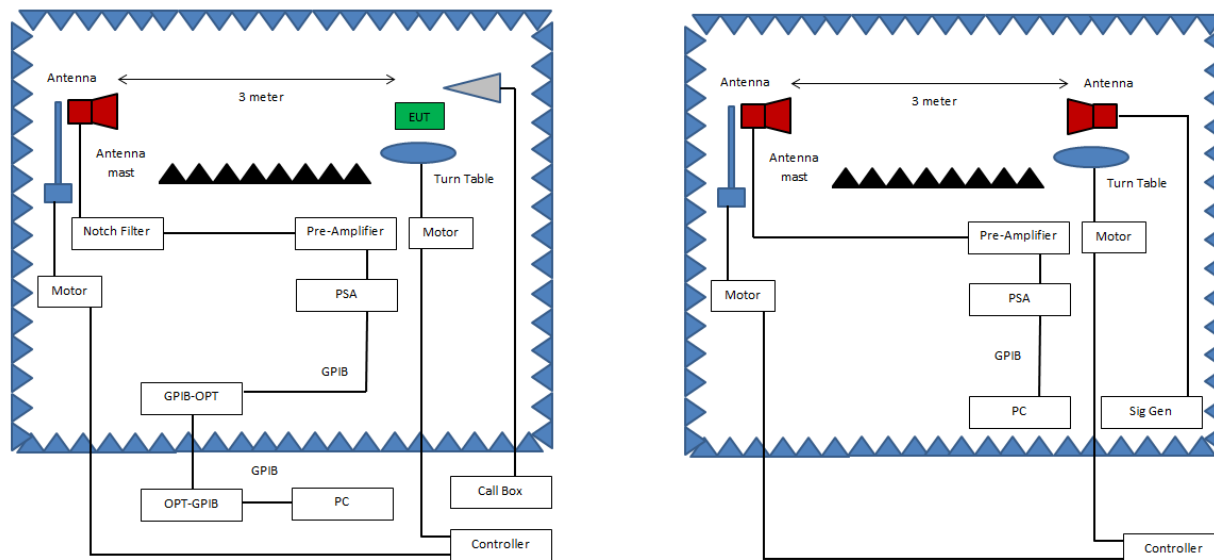 Antenna
3 meter
EUT
Antenna
mast
Turn Table
Notch Filter
Pre-Amplifier
Motor
Motor
PSA
GPIB
GPIB-OPT
GPIB
OPT-GPIB
PC
Call Box
Controller
Antenna
Antenna
3 meter
Antenna
mast
Turn Table
Pre-Amplifier
Motor
Motor
PSA
GPIB
PC
Sig Gen
Controller